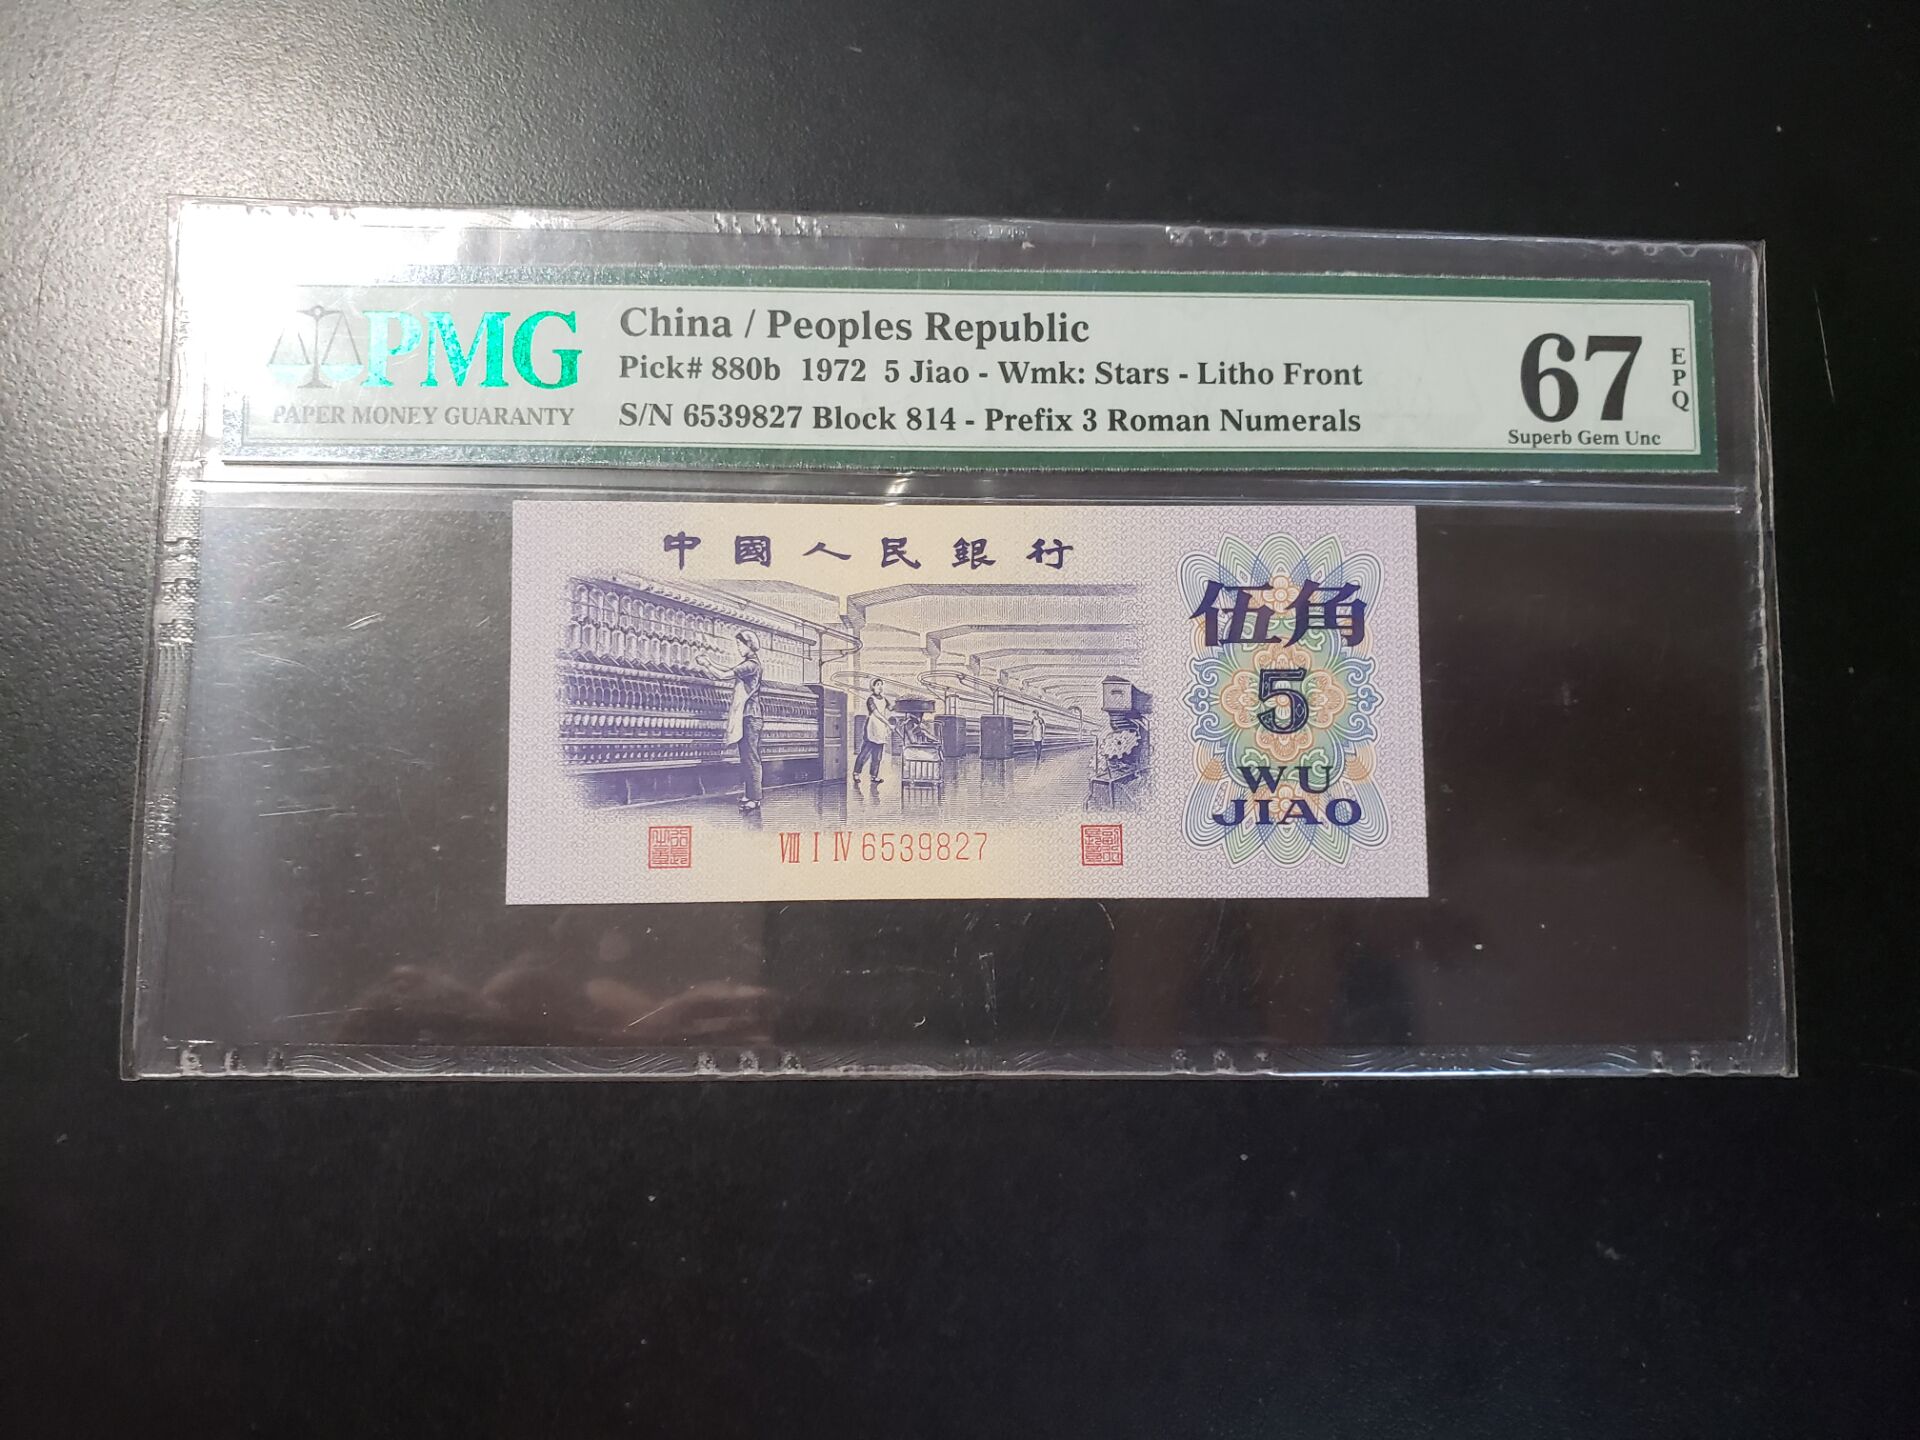 PMG
PAPER MONEY GUARANTY
China / Peoples Republic
Pick# 880b 1972 5 Jiao - Wmk: Stars - Litho Front
S/N 6539827 Block 814 - Prefix 3 Roman Numerals
67
EPQ
Superb Gem Unc
中國人民銀行
伍角
5
WU
JIAO
VIII I IV 6539827